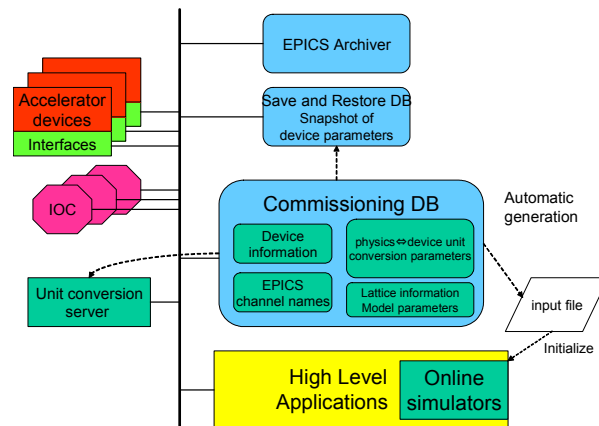 EPICS Archiver
Accelerator
devices
Interfaces
Save and Restore DB
Snapshot of
device parameters
IOC
Commissioning DB
Device
information
physics⇔device unit
conversion parameters
EPICS
channel names
Lattice information
Model parameters
Automatic
generation
Unit conversion
server
input file
Initialize
High Level
Applications
Online
simulators